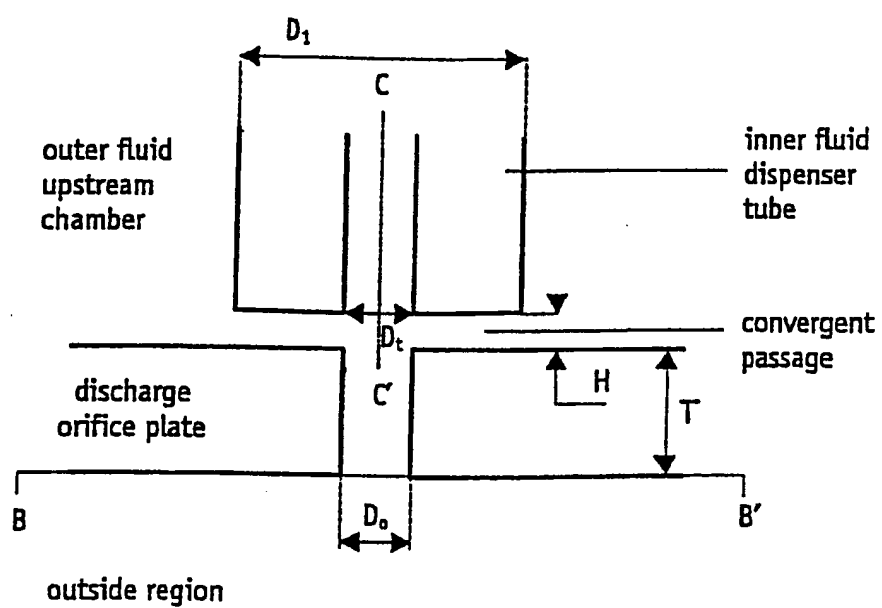 D₁
C
outer fluid
upstream
chamber
inner fluid
dispenser
tube
Dₜ
convergent
passage
C'
H
T
discharge
orifice plate
B
Dₒ
B'
outside region